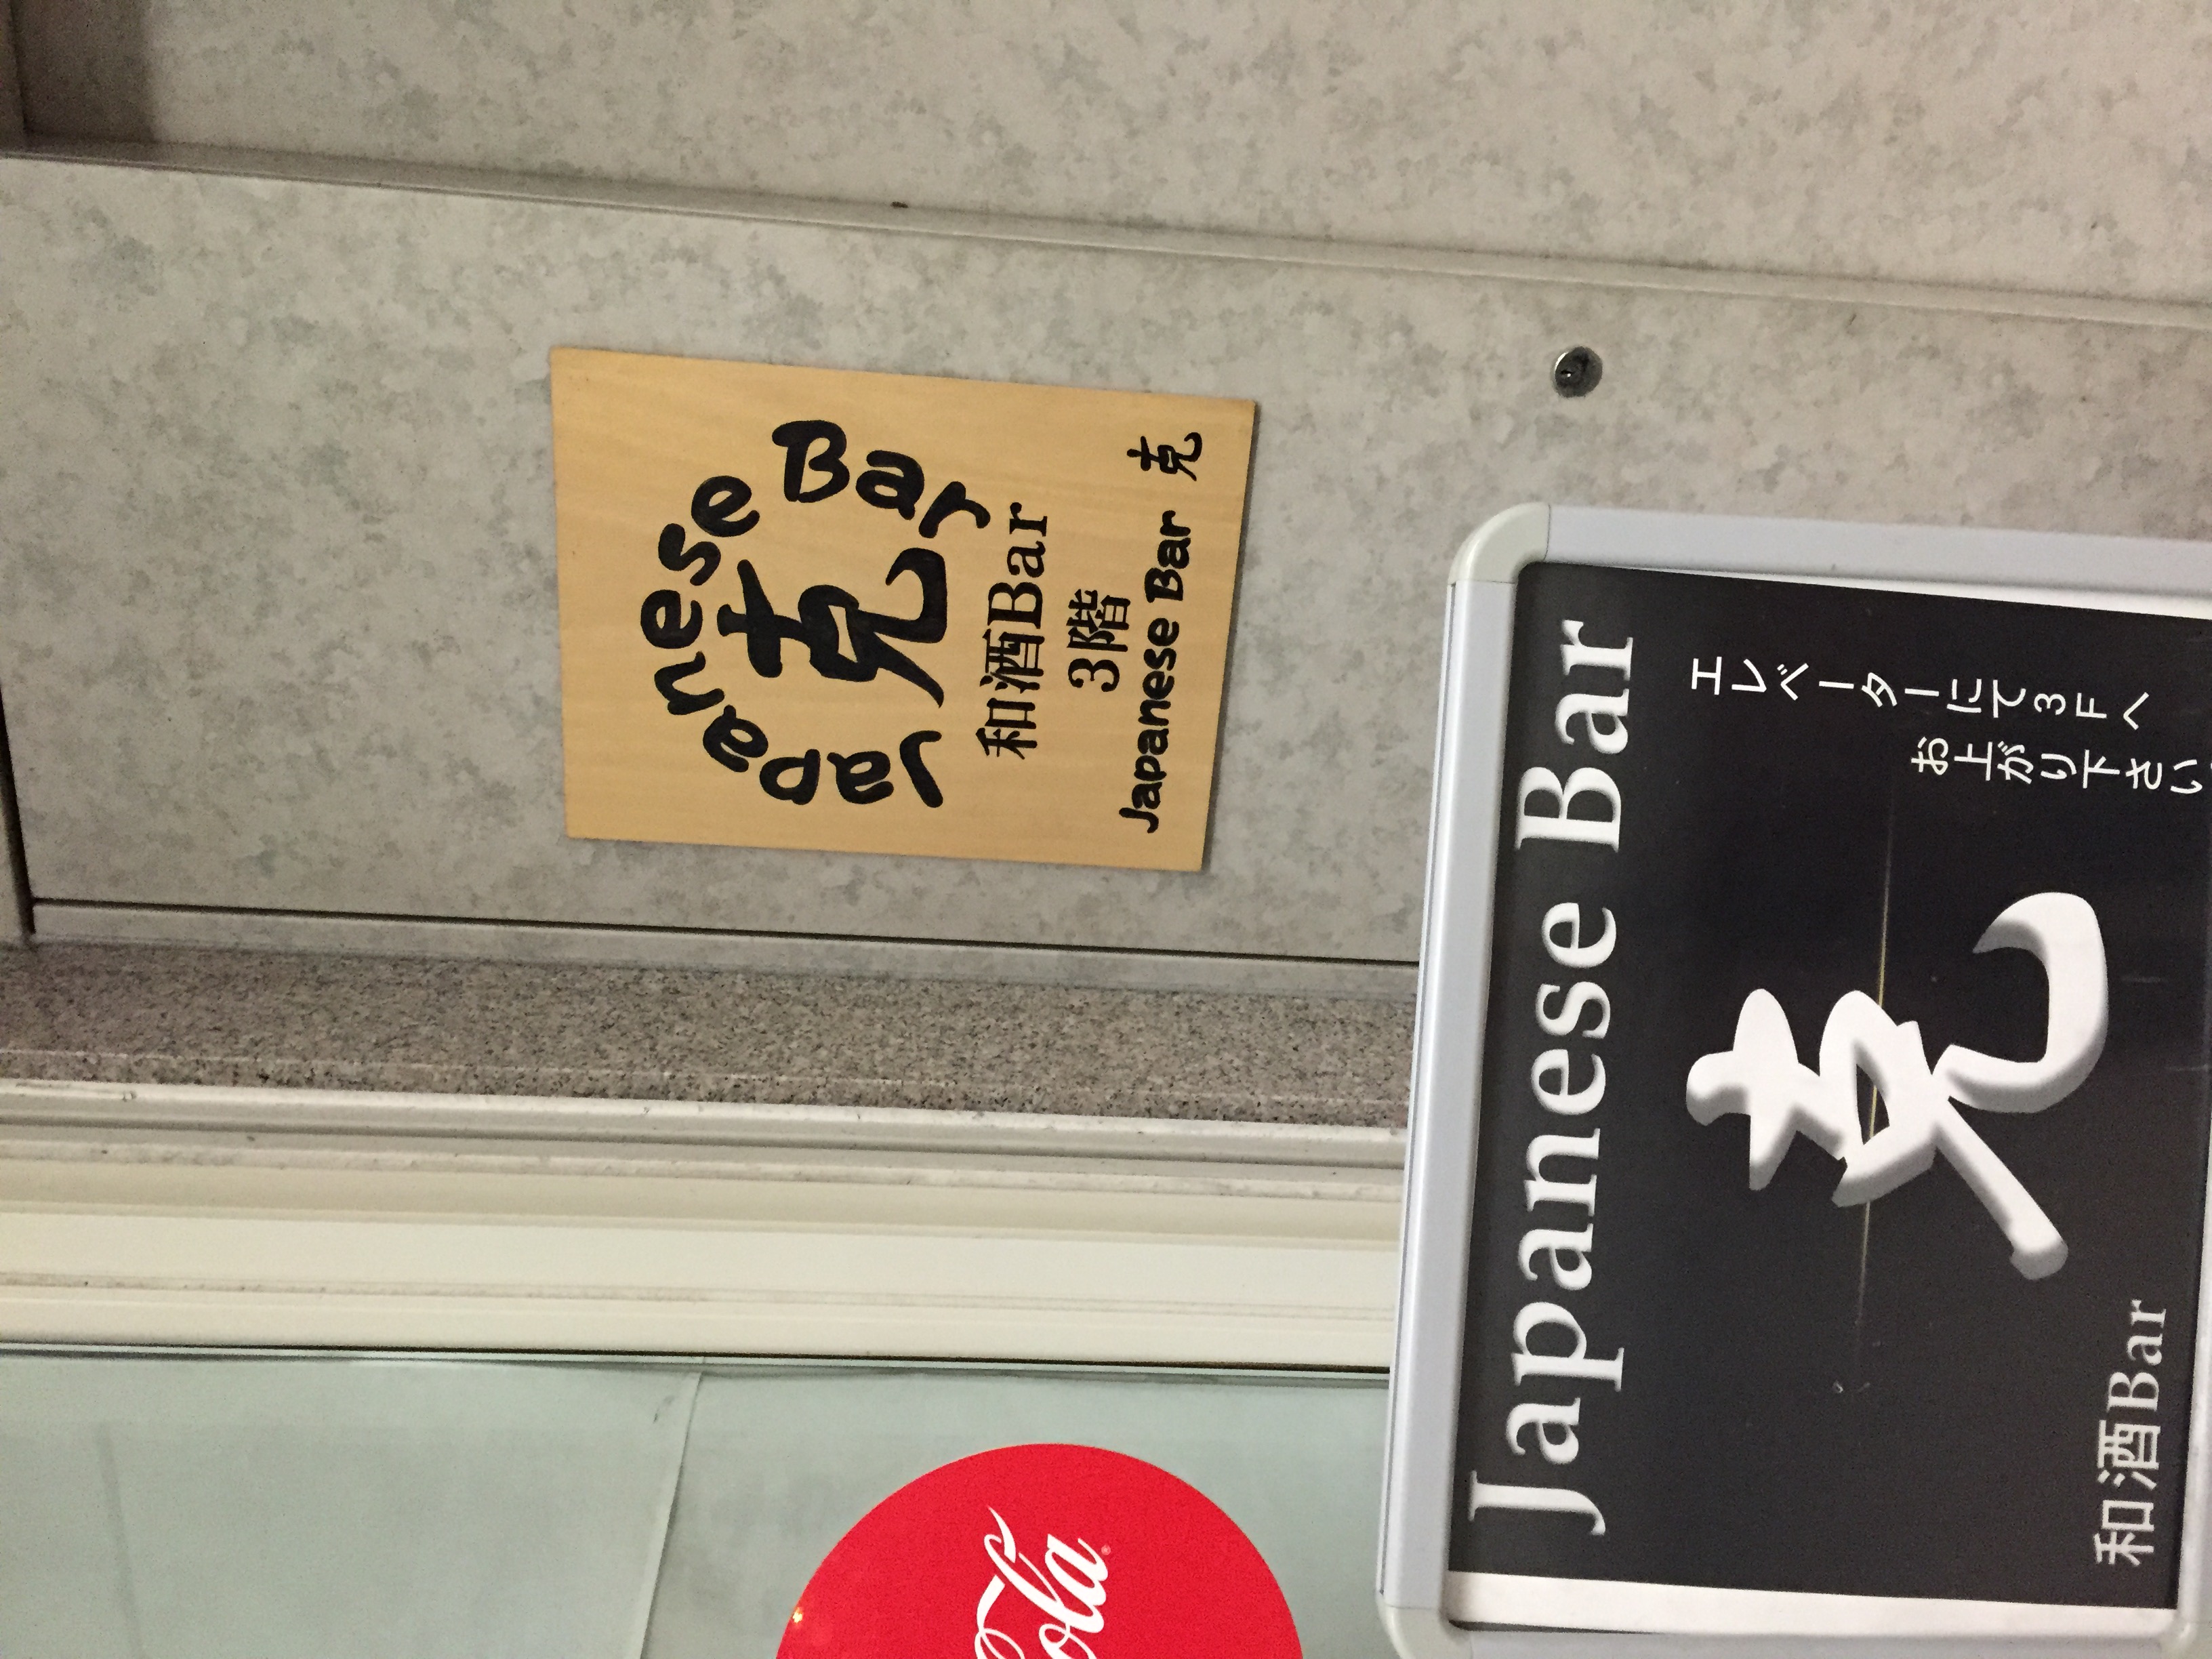 Japanese Bar
克
和酒Bar
3階
Japanese Bar 克
Japanese Bar
エレベーターにて3Fへ
お上がり下さい
克
和酒Bar
Cola